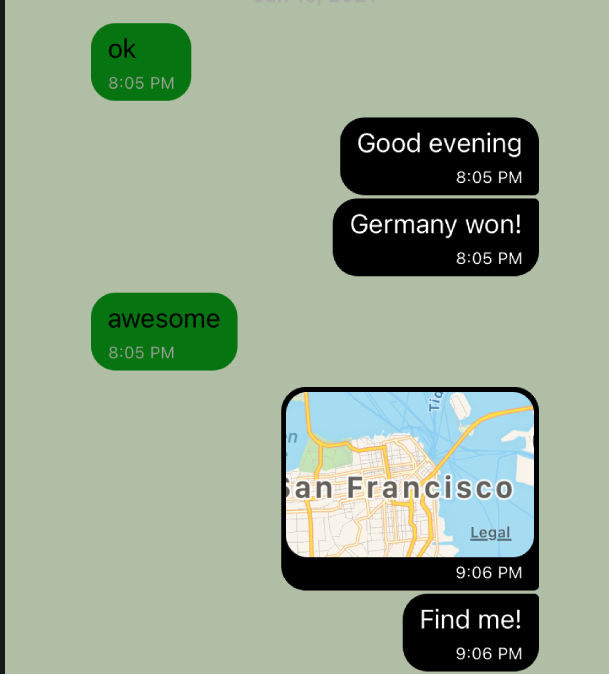 ok
8:05 PM
Good evening
8:05 PM
Germany won!
8:05 PM
awesome
8:05 PM
San Francisco
Legal
9:06 PM
Find me!
9:06 PM